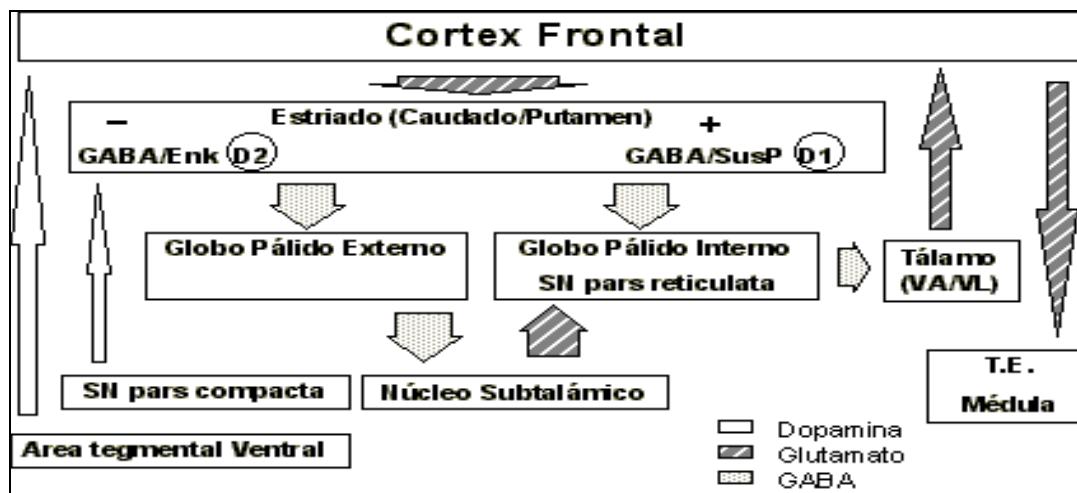 Cortex Frontal
– Estriado (Caudado/Putamen) +
GABA/Enk D2 GABA/SusP D1
Globo Pálido Externo
Globo Pálido Interno
SN pars reticulata
Tálamo
(VA/VL)
SN pars compacta
Núcleo Subtalámico
T.E.
Médula
Area tegmental Ventral
Dopamina
Glutamato
GABA